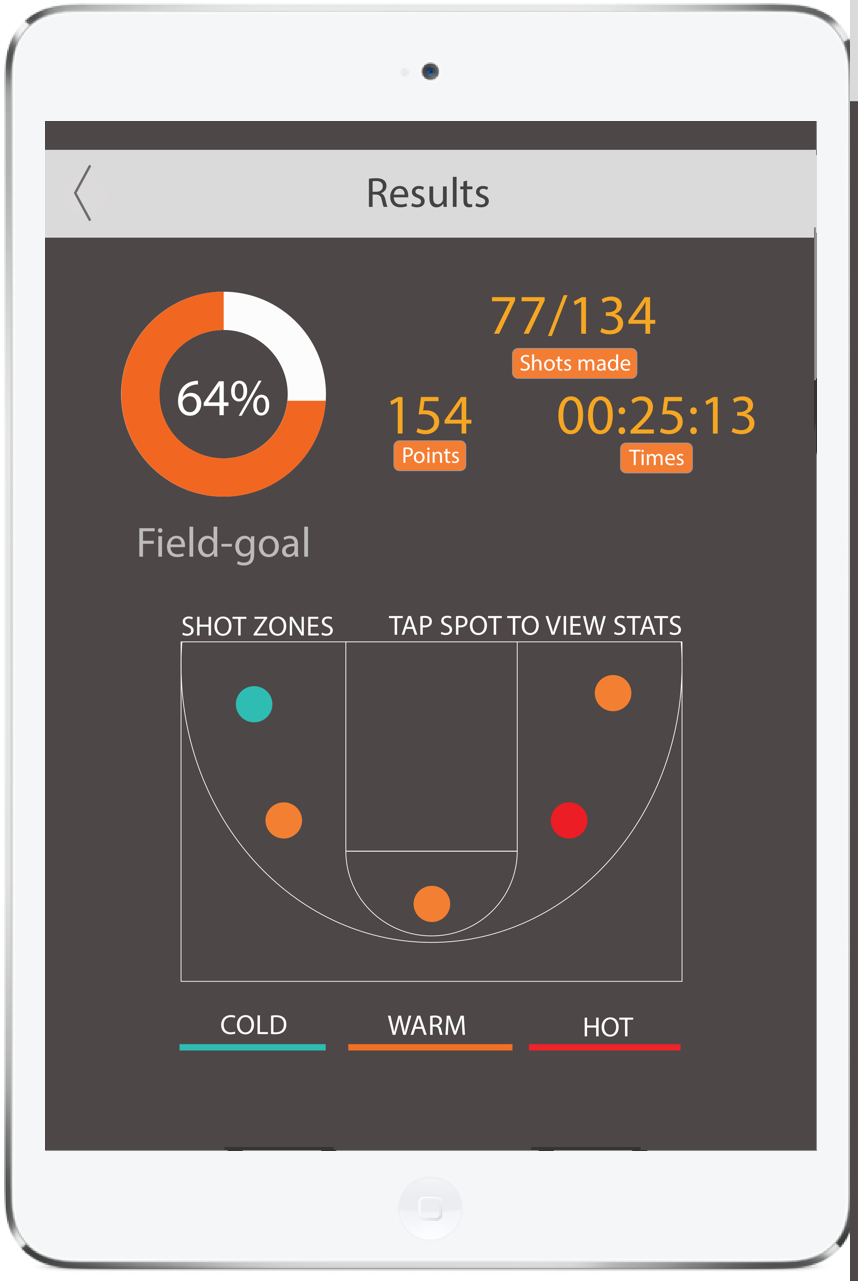 Results
64%
Field-goal
77/134
Shots made
154
Points
00:25:13
Times
SHOT ZONES
TAP SPOT TO VIEW STATS
COLD
WARM
HOT